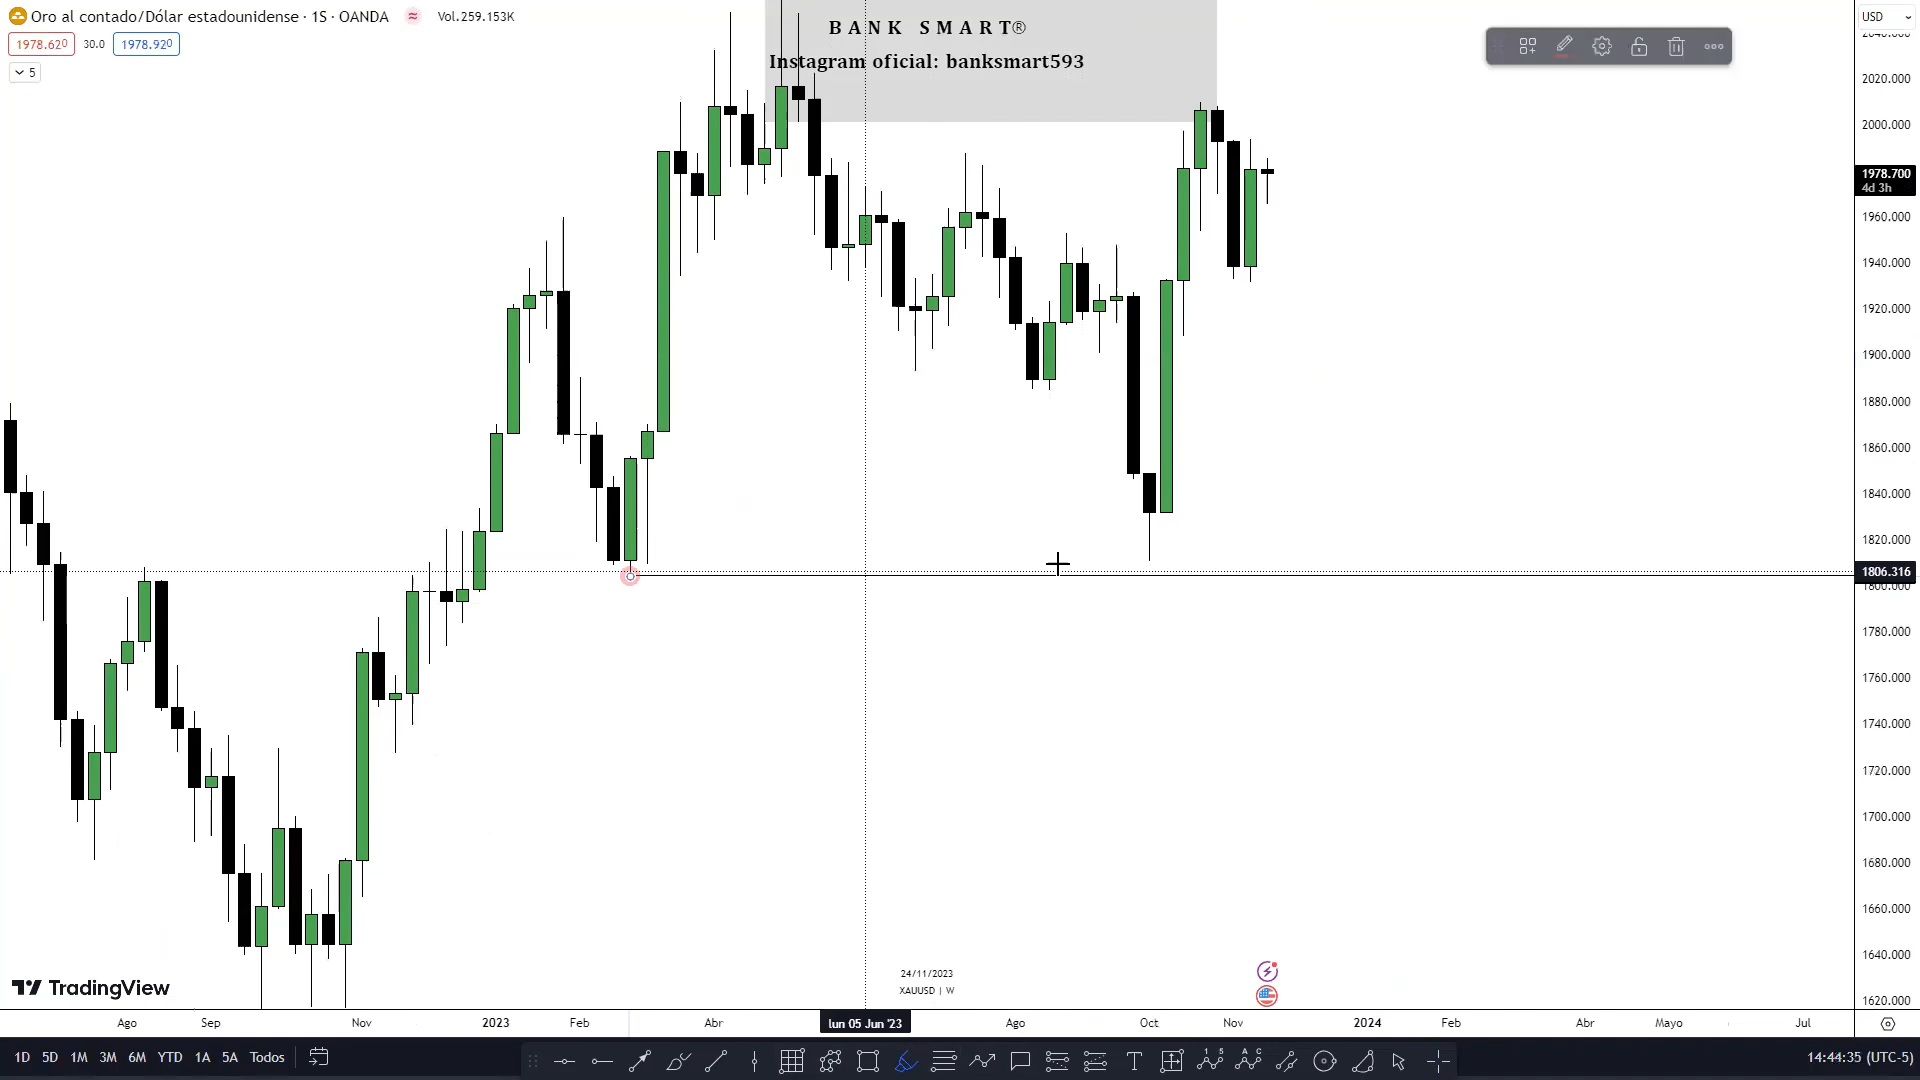 Oro al contado/Dólar estadounidense · 1S · OANDA
Vol.259.153K
1978.620
30.0
1978.920
5
B A N K S M A R T®
Instagram oficial: banksmart593
USD
2020.000
2000.000
1978.700
4d 3h
1960.000
1940.000
1920.000
1900.000
1880.000
1860.000
1840.000
1820.000
1806.316
1780.000
1760.000
1740.000
1720.000
1700.000
1680.000
1660.000
1640.000
1620.000
24/11/2023
XAUUSD | W
TradingView
Ago
Sep
Nov
2023
Feb
Abr
lun 05 Jun '23
Ago
Oct
Nov
2024
Feb
Abr
Mayo
Jul
1D 5D 1M 3M 6M YTD 1A 5A Todos
14:44:35 (UTC-5)